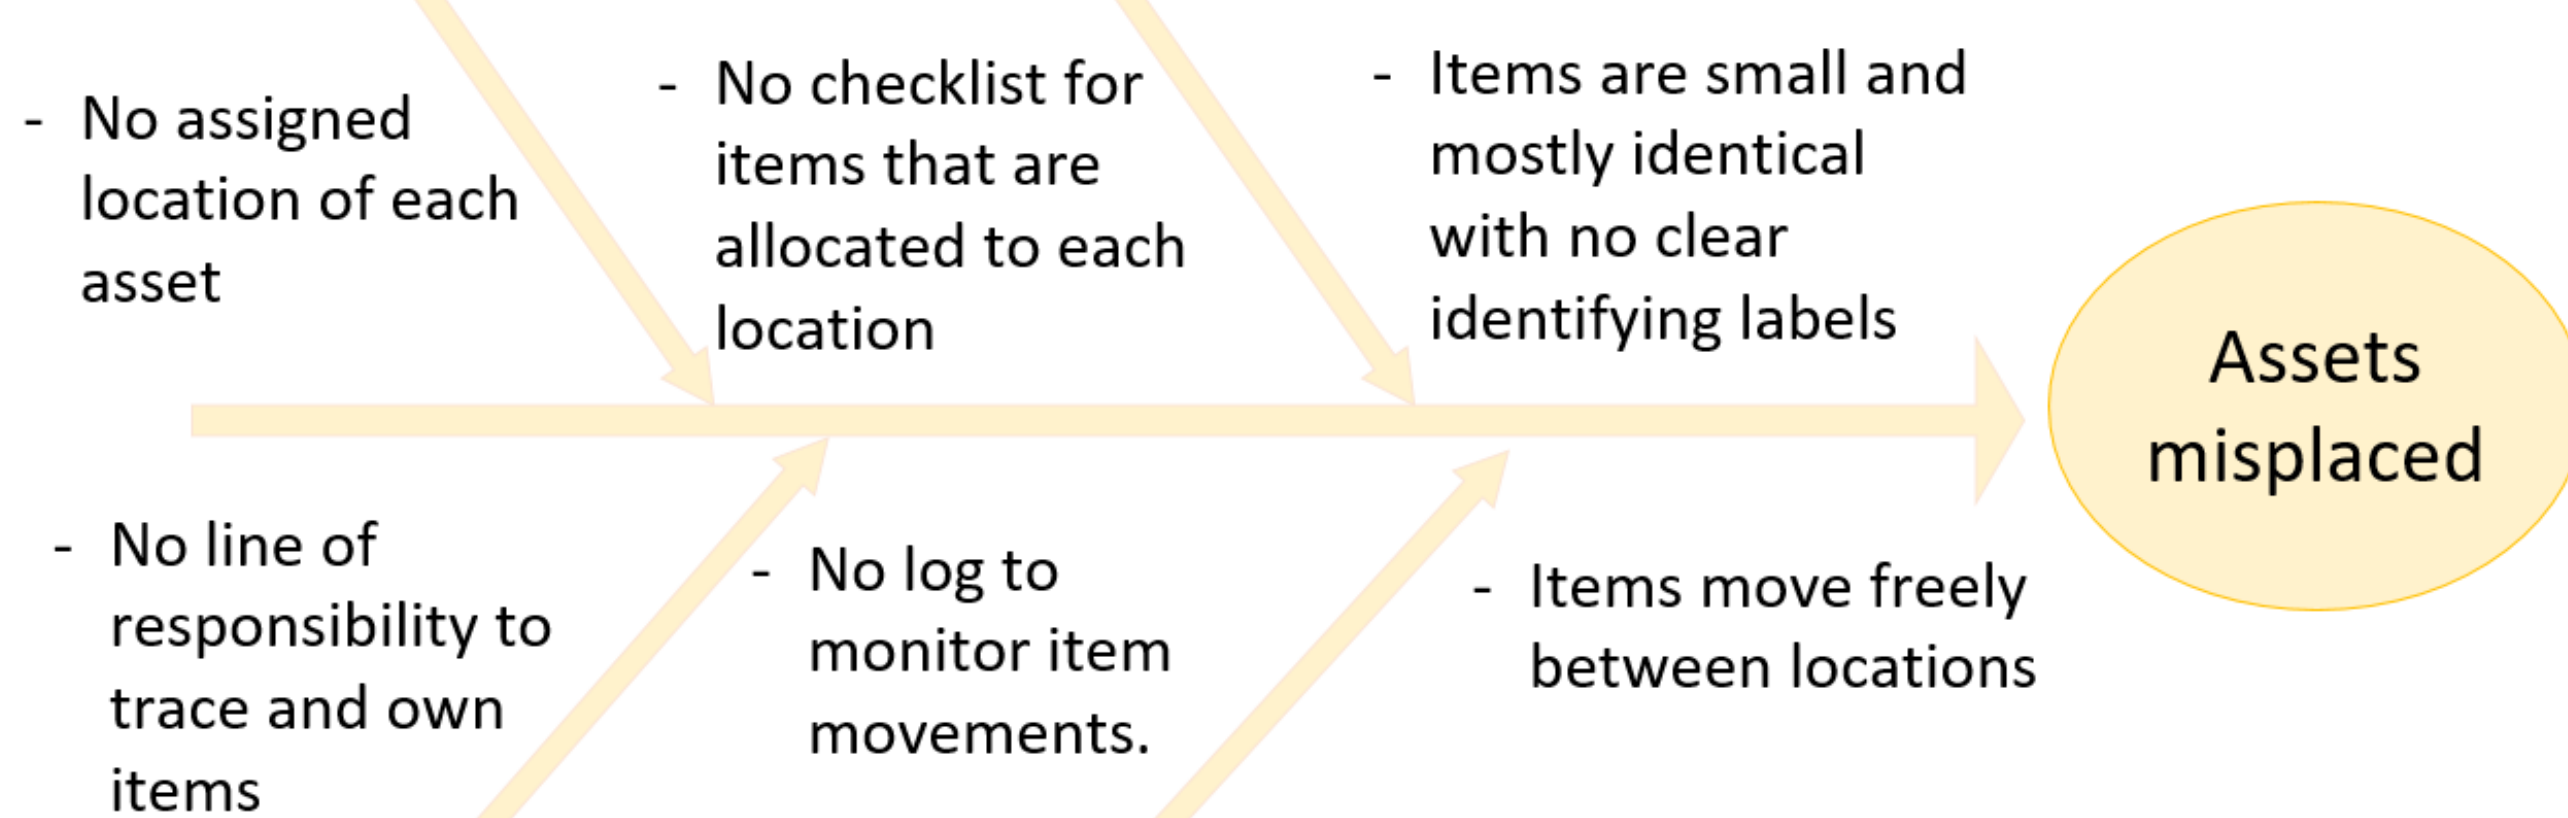 - No assigned
location of each
asset
- No checklist for
items that are
allocated to each
location
- Items are small and
mostly identical
with no clear
identifying labels
Assets
misplaced
- No line of
responsibility to
trace and own
items
- No log to
monitor item
movements.
- Items move freely
between locations